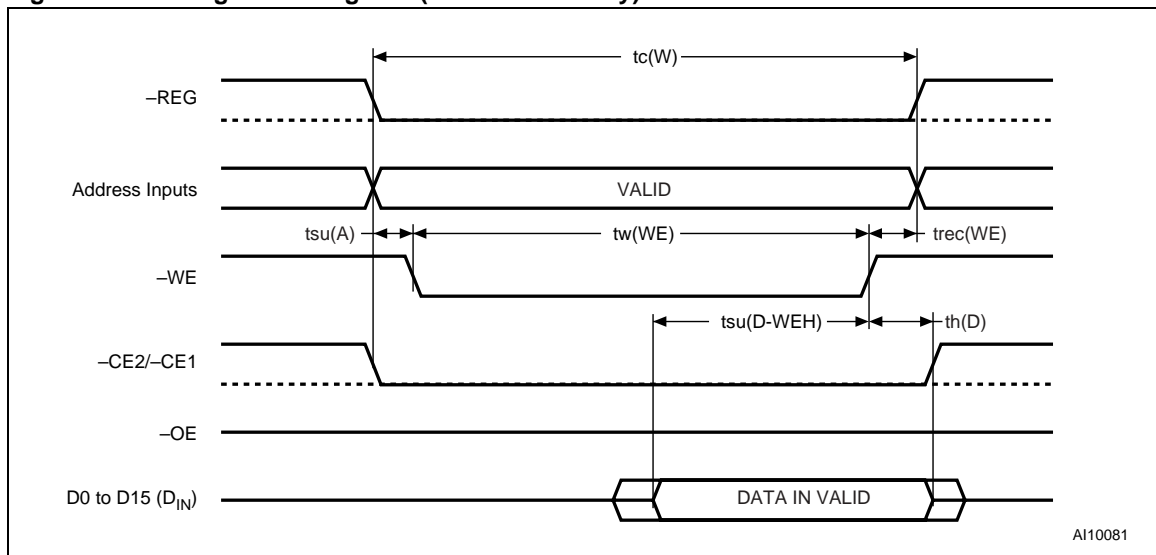 tc(W)
–REG
Address Inputs
VALID
tsu(A)
tw(WE)
trec(WE)
–WE
tsu(D-WEH)
th(D)
–CE2/–CE1
–OE
D0 to D15 (DIN)
DATA IN VALID
AI10081